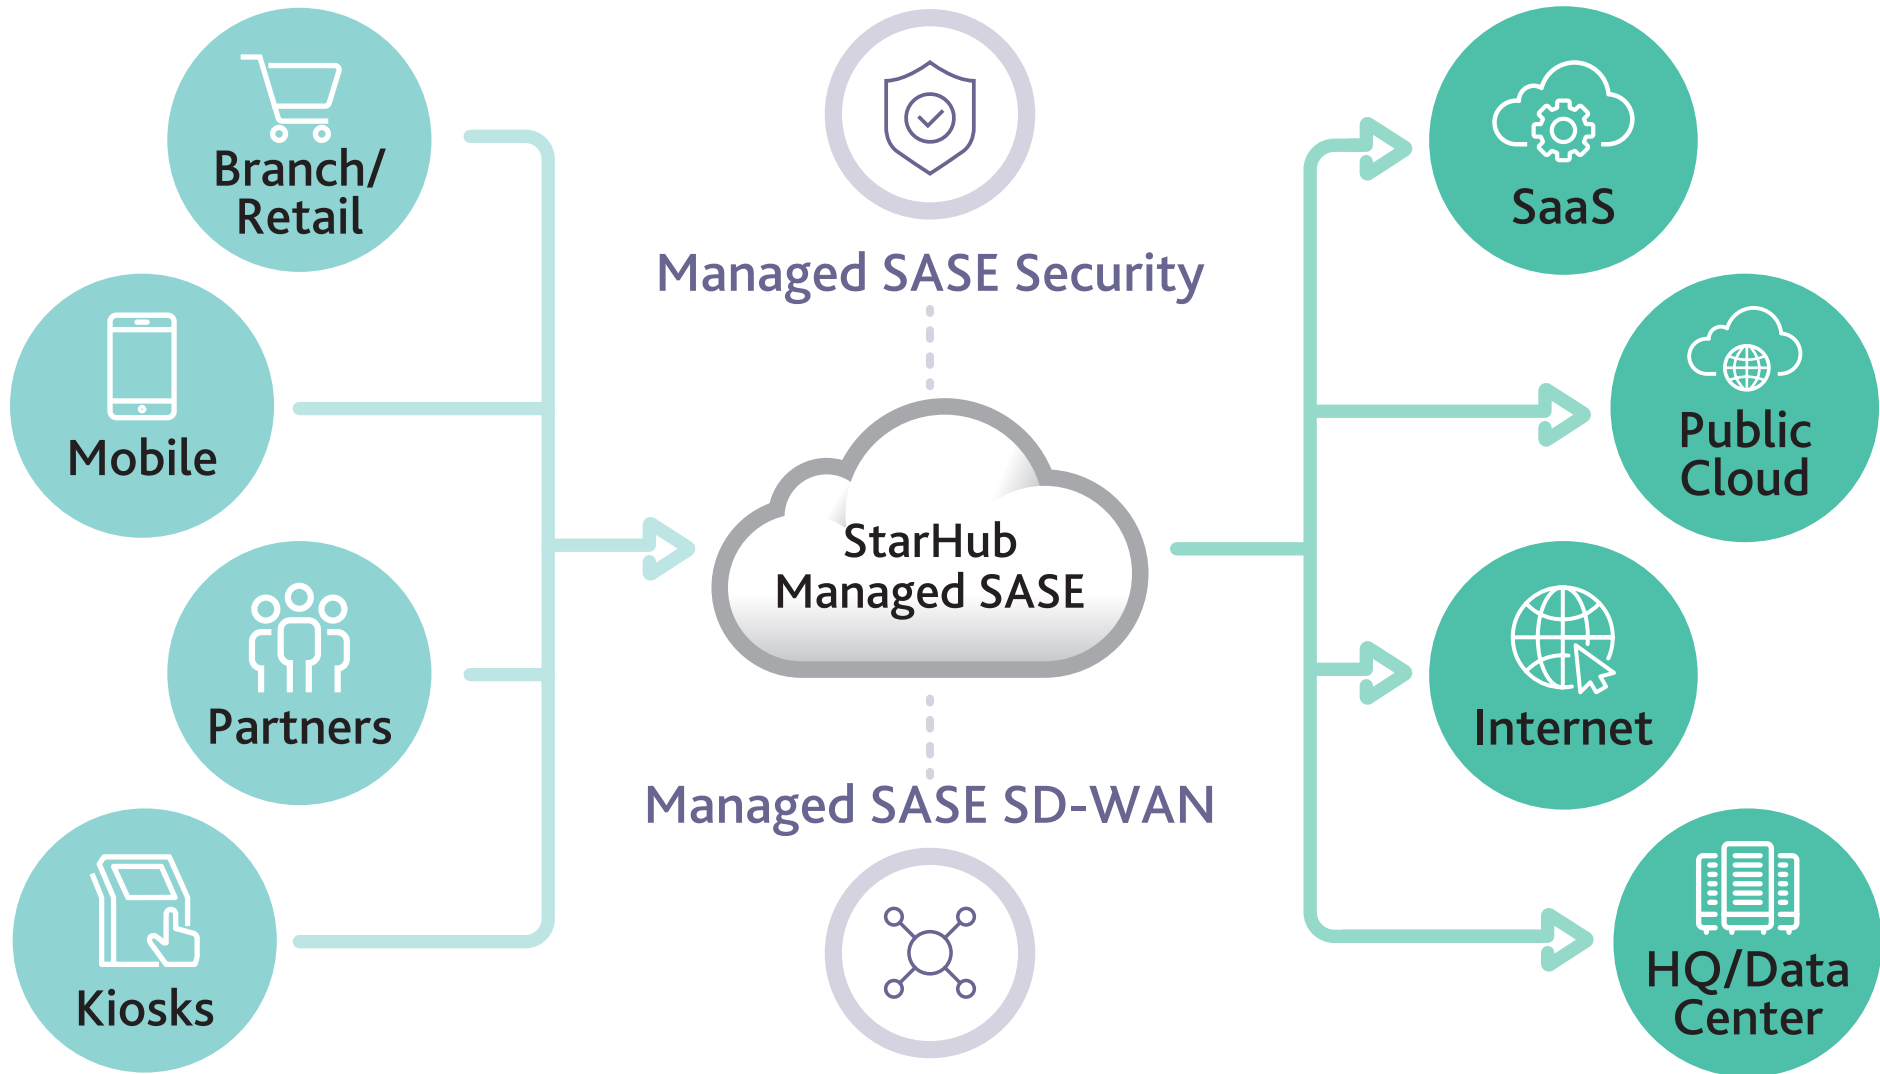 Branch/
Retail
Mobile
Partners
Kiosks
Managed SASE Security
StarHub
Managed SASE
Managed SASE SD-WAN
SaaS
Public
Cloud
Internet
HQ/Data
Center